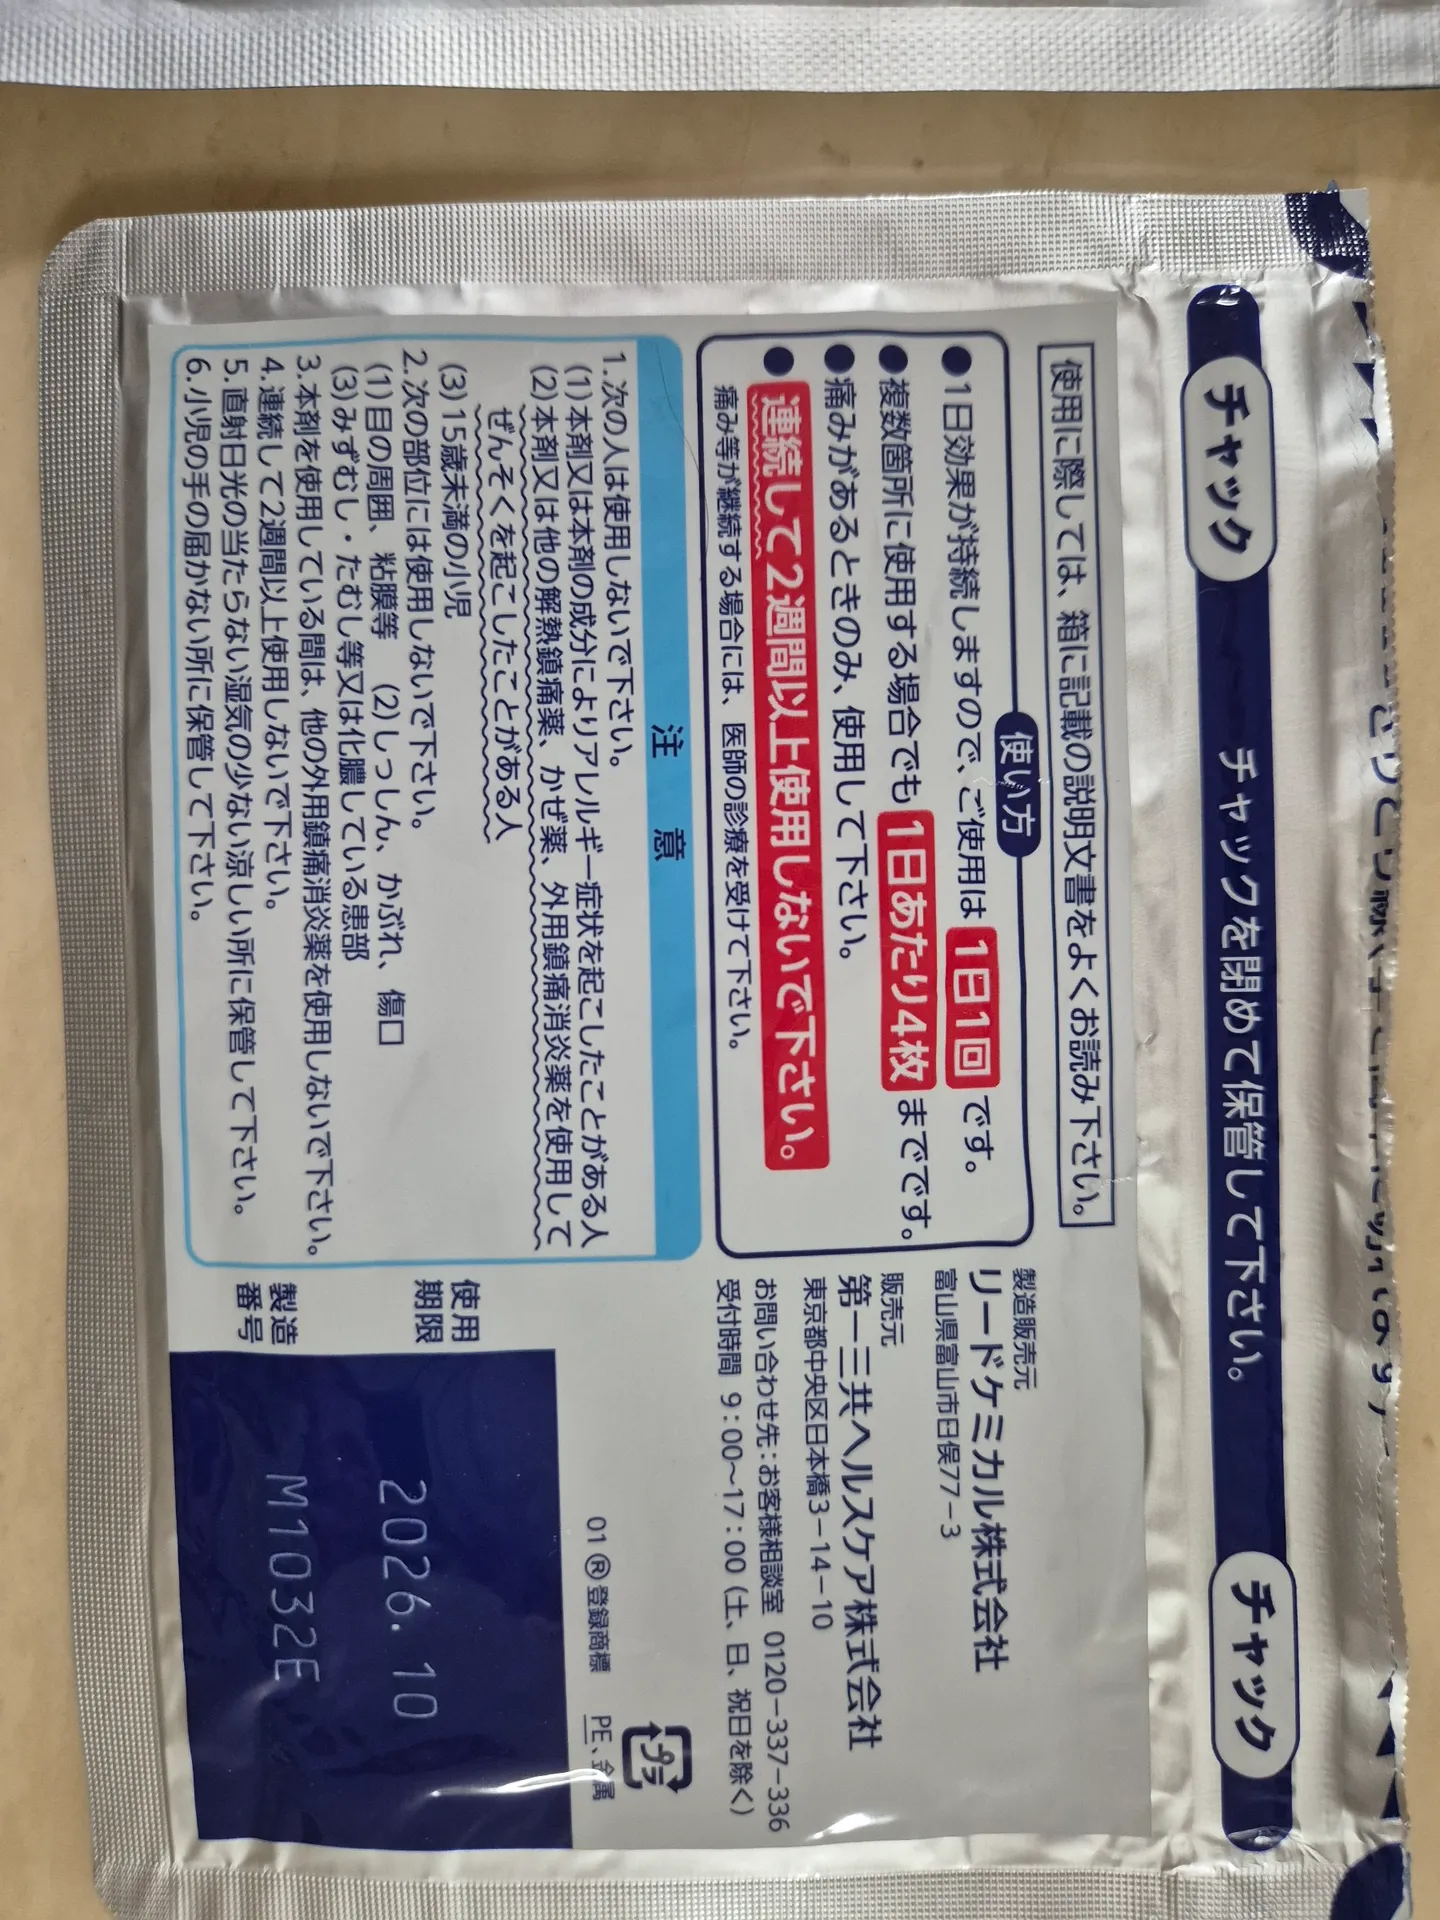 チャック
チャックを閉めて保管して下さい。
チャック
使用に際しては、箱に記載の説明文書をよくお読み下さい。
使い方
●1日効果が持続しますので、ご使用は 1日1回 です。
●複数箇所に使用する場合でも 1日あたり4枚 までです。
●痛みがあるときのみ、使用して下さい。
●連続して2週間以上使用しないで下さい。
痛み等が継続する場合には、医師の診療を受けて下さい。
注 意
1.次の人は使用しないで下さい。
(1)本剤又は本剤の成分によりアレルギー症状を起こしたことがある人
(2)本剤又は他の解熱鎮痛薬、かぜ薬、外用鎮痛消炎薬を使用して
ぜんそくを起こしたことがある人
(3)15歳未満の小児
2.次の部位には使用しないで下さい。
(1)目の周囲、粘膜等 (2)しっしん、かぶれ、傷口
(3)みずむし・たむし等又は化膿している患部
3.本剤を使用している間は、他の外用鎮痛消炎薬を使用しないで下さい。
4.連続して2週間以上使用しないで下さい。
5.直射日光の当たらない湿気の少ない涼しい所に保管して下さい。
6.小児の手の届かない所に保管して下さい。
製造販売元
リードケミカル株式会社
富山県富山市日俣77−3
販売元
第一三共ヘルスケア株式会社
東京都中央区日本橋3−14−10
お問い合わせ先：お客様相談室 0120−337−336
受付時間 9：00〜17：00（土、日、祝日を除く）
プラ
PE、金属
01 ®登録商標
使用
期限
2026.10
製造
番号
M1032E